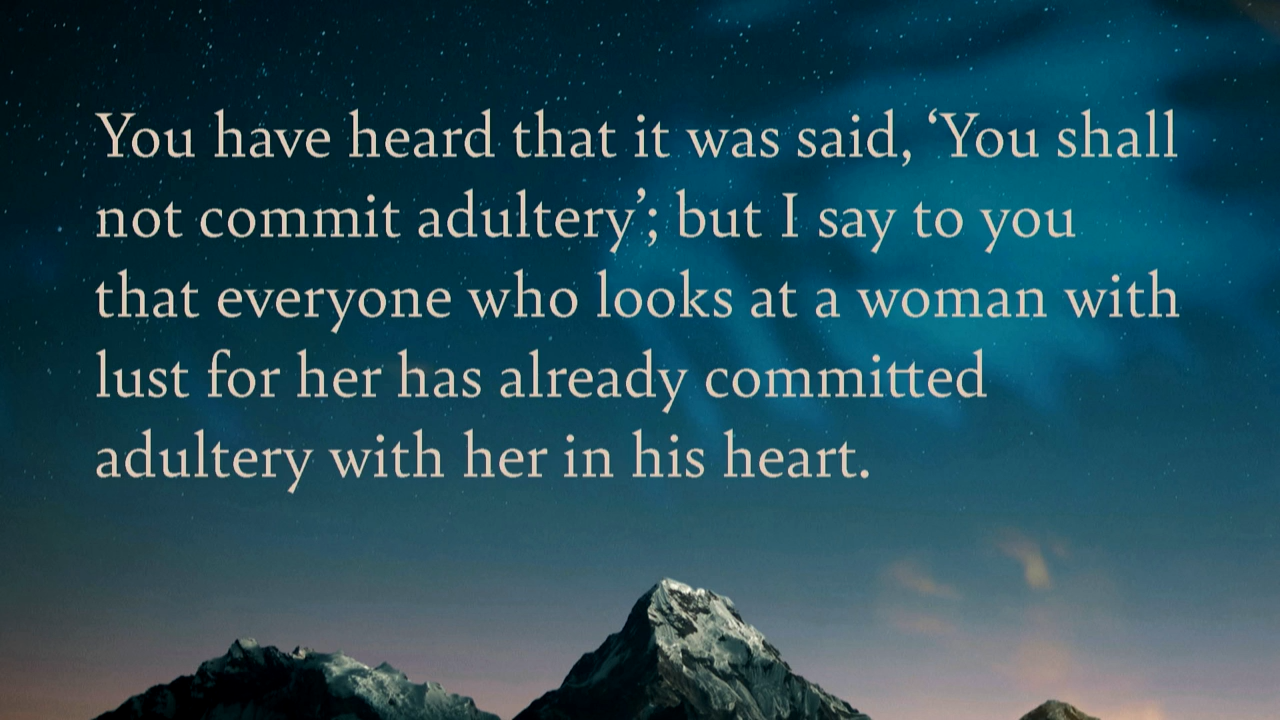 You have heard that it was said, ‘You shall
not commit adultery’; but I say to you
that everyone who looks at a woman with
lust for her has already committed
adultery with her in his heart.